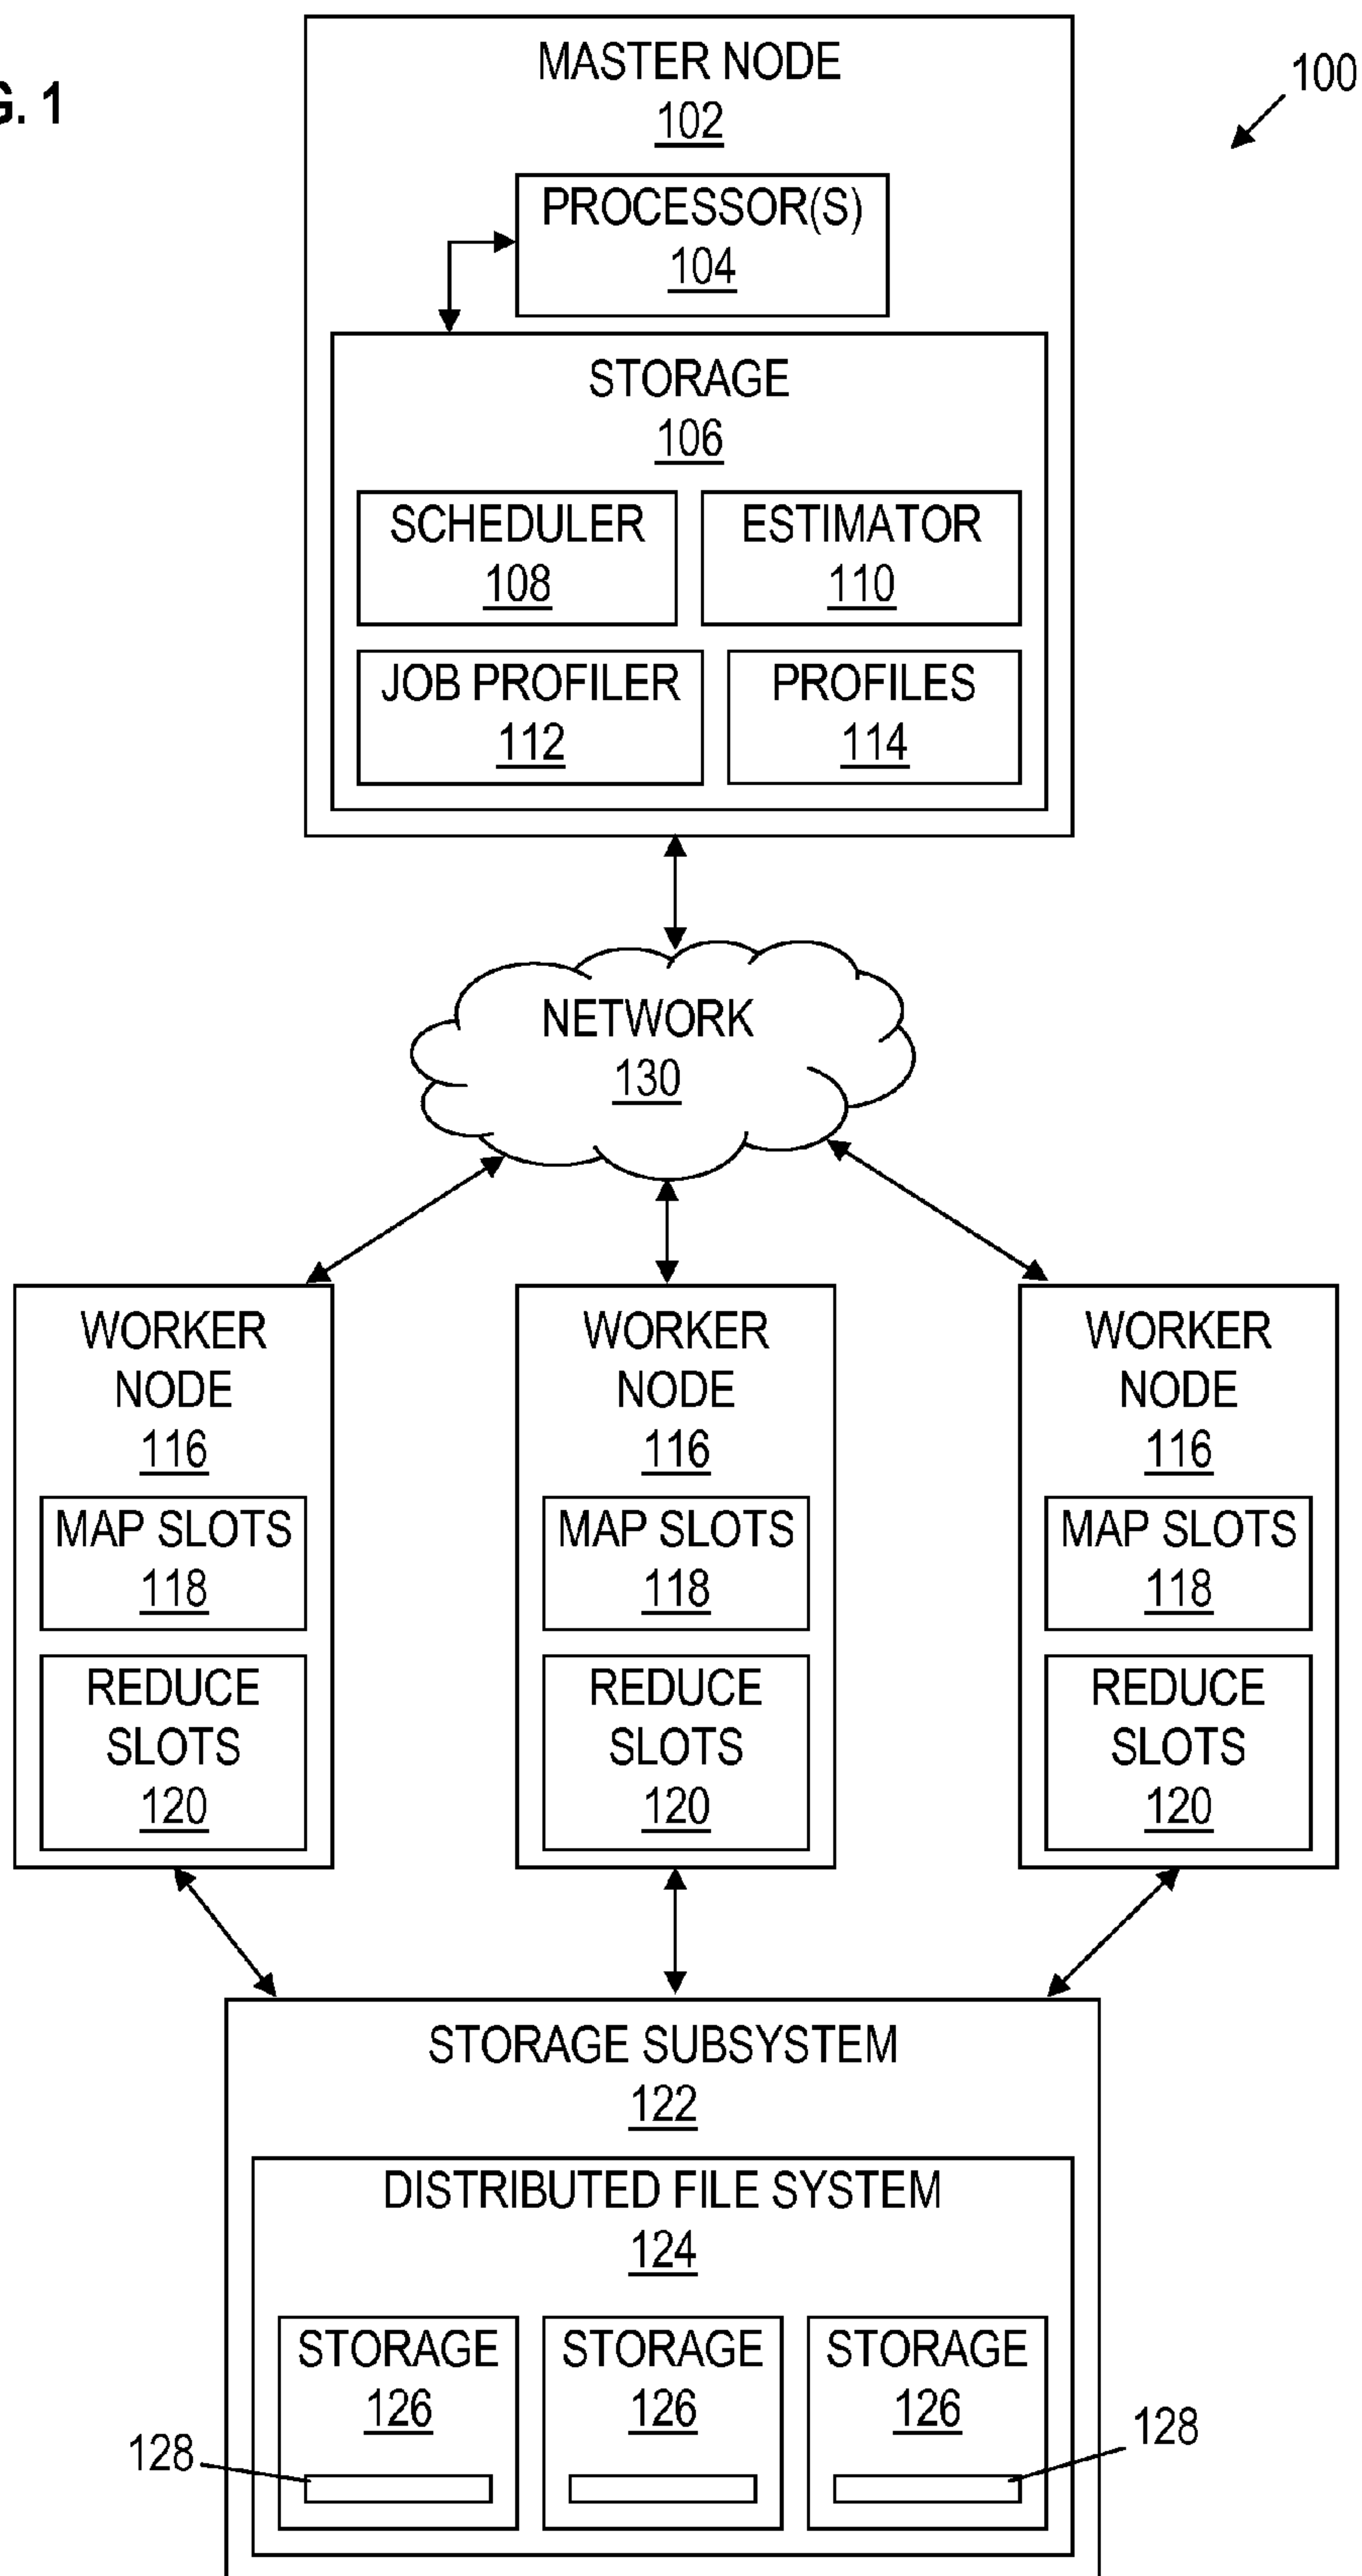 G. 1
100
MASTER NODE
102
PROCESSOR(S)
104
STORAGE
106
SCHEDULER
108
ESTIMATOR
110
JOB PROFILER
112
PROFILES
114
NETWORK
130
WORKER
NODE
116
MAP SLOTS
118
REDUCE
SLOTS
120
WORKER
NODE
116
MAP SLOTS
118
REDUCE
SLOTS
120
WORKER
NODE
116
MAP SLOTS
118
REDUCE
SLOTS
120
STORAGE SUBSYSTEM
122
DISTRIBUTED FILE SYSTEM
124
STORAGE
126
STORAGE
126
STORAGE
126
128
128